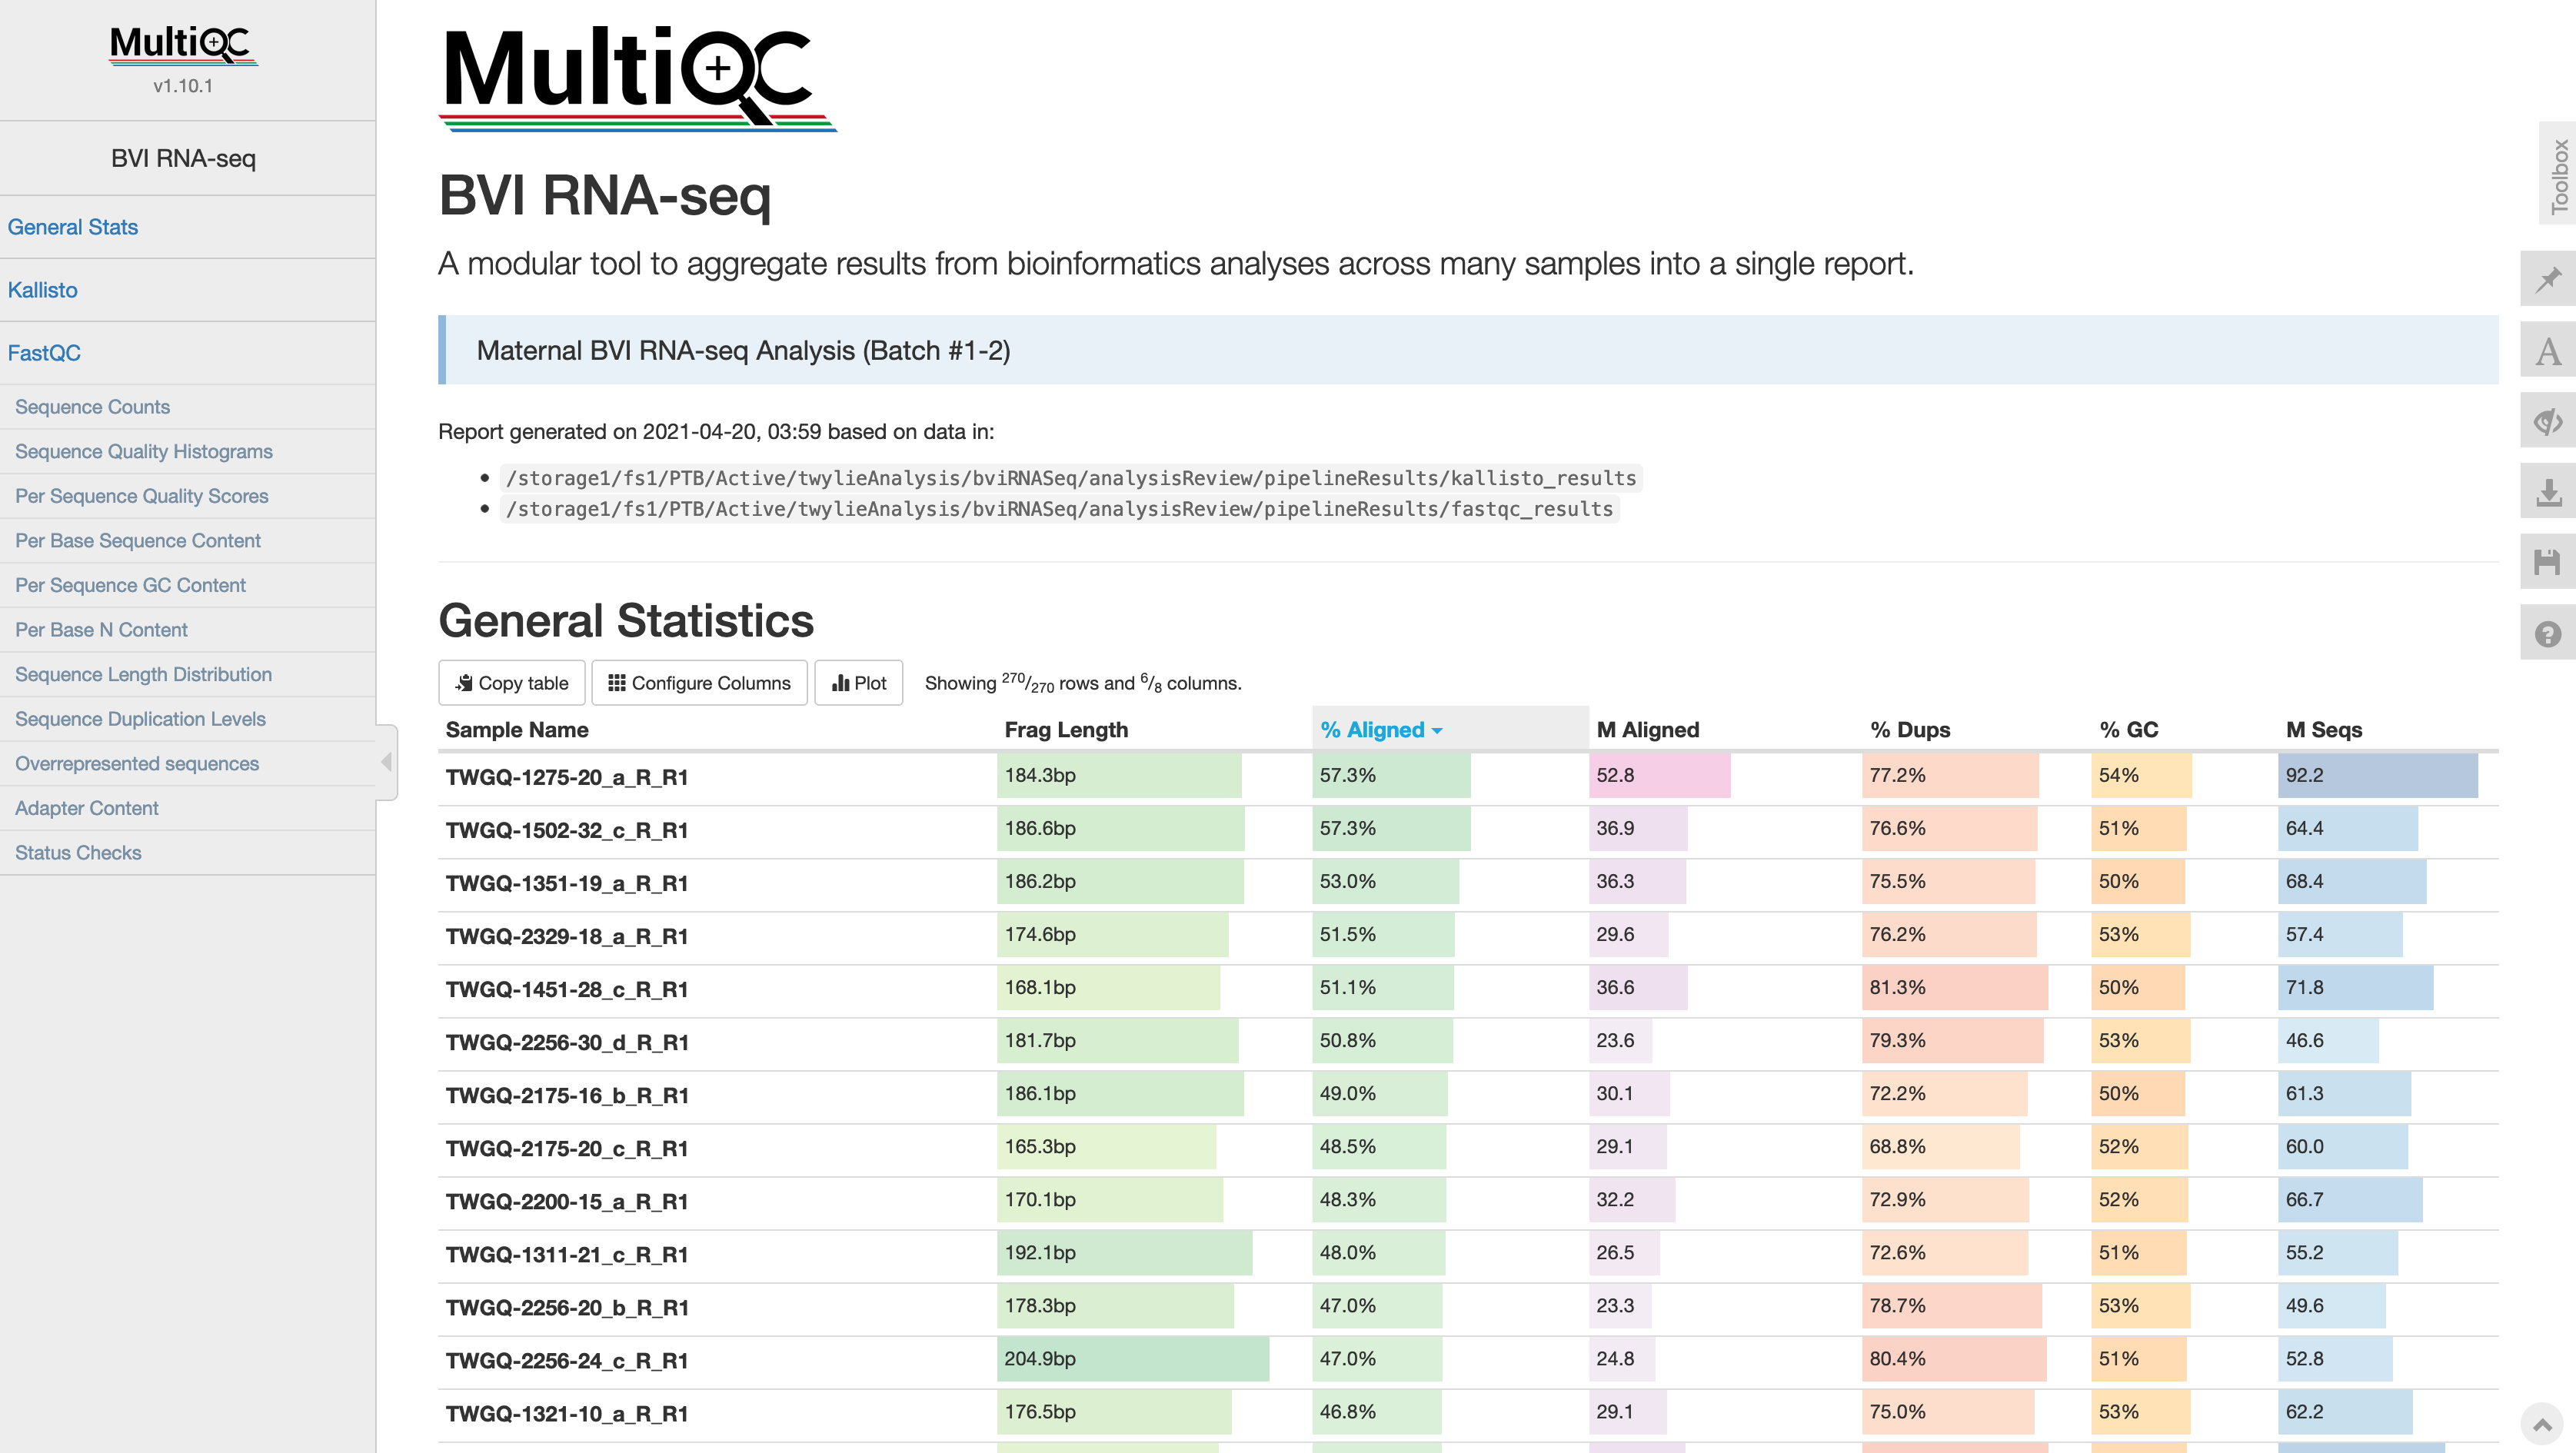 MultiQC
v1.10.1
BVI RNA-seq
General Stats
Kallisto
FastQC
Sequence Counts
Sequence Quality Histograms
Per Sequence Quality Scores
Per Base Sequence Content
Per Sequence GC Content
Per Base N Content
Sequence Length Distribution
Sequence Duplication Levels
Overrepresented sequences
Adapter Content
Status Checks
MultiQC
BVI RNA-seq
A modular tool to aggregate results from bioinformatics analyses across many samples into a single report.
Maternal BVI RNA-seq Analysis (Batch #1-2)
Report generated on 2021-04-20, 03:59 based on data in:
/storage1/fs1/PTB/Active/twylieAnalysis/bviRNASeq/analysisReview/pipelineResults/kallisto_results
/storage1/fs1/PTB/Active/twylieAnalysis/bviRNASeq/analysisReview/pipelineResults/fastqc_results
General Statistics
Copy table Configure Columns Plot Showing 270/270 rows and 6/8 columns.
Sample Name Frag Length % Aligned M Aligned % Dups % GC M Seqs
TWGQ-1275-20_a_R_R1 184.3bp 57.3% 52.8 77.2% 54% 92.2
TWGQ-1502-32_c_R_R1 186.6bp 57.3% 36.9 76.6% 51% 64.4
TWGQ-1351-19_a_R_R1 186.2bp 53.0% 36.3 75.5% 50% 68.4
TWGQ-2329-18_a_R_R1 174.6bp 51.5% 29.6 76.2% 53% 57.4
TWGQ-1451-28_c_R_R1 168.1bp 51.1% 36.6 81.3% 50% 71.8
TWGQ-2256-30_d_R_R1 181.7bp 50.8% 23.6 79.3% 53% 46.6
TWGQ-2175-16_b_R_R1 186.1bp 49.0% 30.1 72.2% 50% 61.3
TWGQ-2175-20_c_R_R1 165.3bp 48.5% 29.1 68.8% 52% 60.0
TWGQ-2200-15_a_R_R1 170.1bp 48.3% 32.2 72.9% 52% 66.7
TWGQ-1311-21_c_R_R1 192.1bp 48.0% 26.5 72.6% 51% 55.2
TWGQ-2256-20_b_R_R1 178.3bp 47.0% 23.3 78.7% 53% 49.6
TWGQ-2256-24_c_R_R1 204.9bp 47.0% 24.8 80.4% 51% 52.8
TWGQ-1321-10_a_R_R1 176.5bp 46.8% 29.1 75.0% 53% 62.2
Toolbox
A